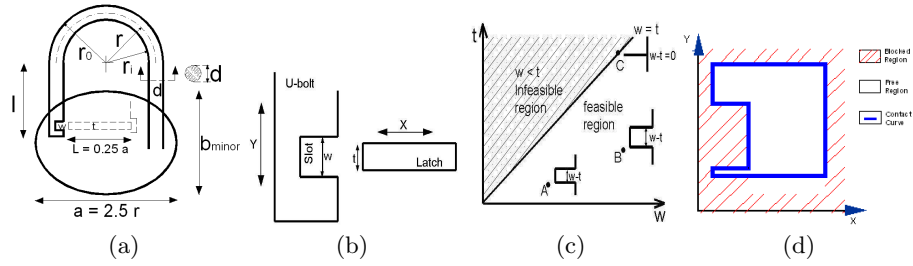 r₀
r
rᵢ
d
d
l
w
t
L = 0.25 a
bminor
a = 2.5 r
(a)
U-bolt
Y
Slot
w
X
t
Latch
(b)
t
w = t
w-t =0
C
w < t
Infeasible
region
feasible
region
w-t
B
A
w-t
W
(c)
Y
X
Blocked
Region
Free
Region
Contact
Curve
(d)